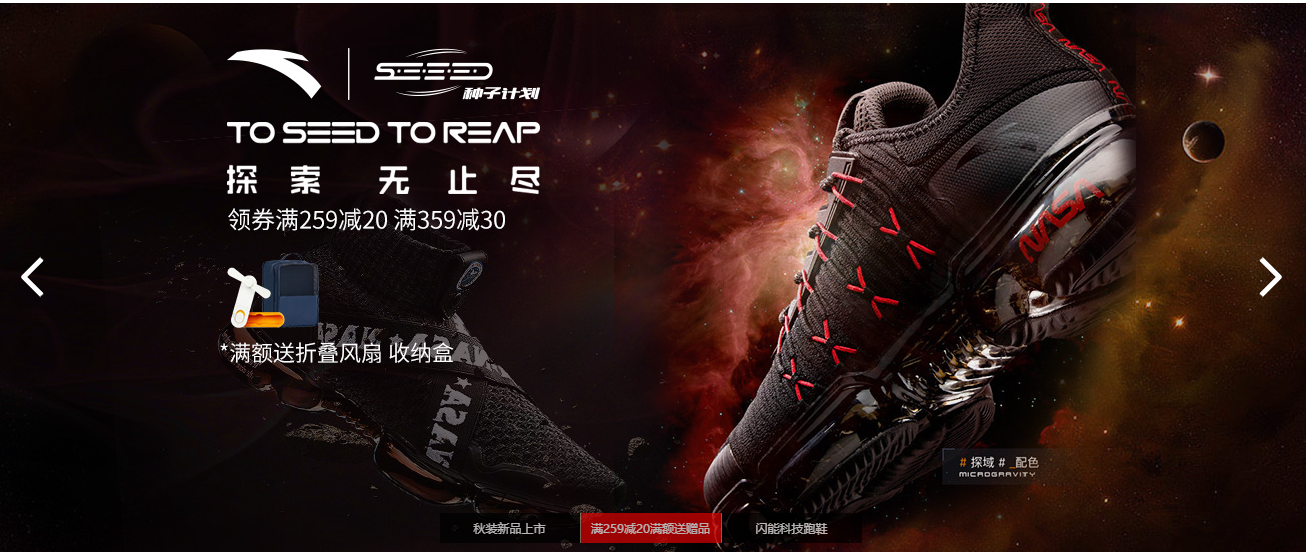 SEED
种子计划
TO SEED TO REAP
探索 无止尽
领券满259减20 满359减30
*满额送折叠风扇 收纳盒
NASA
NASA
NASA
NASA
# 探域 # _配色
MICROGRAVITY
秋装新品上市
满259减20满额送赠品
闪能科技跑鞋